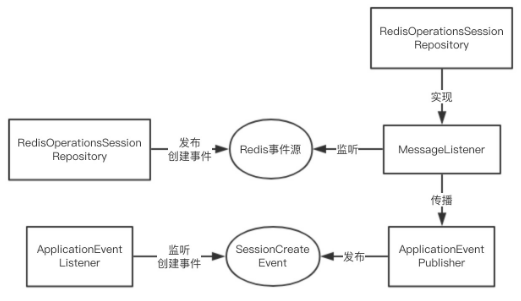 RedisOperationsSession
Repository
实现
RedisOperationsSession
Repository
发布
创建事件
Redis事件源
监听
MessageListener
传播
ApplicationEvent
Listener
监听
创建事件
SessionCreate
Event
发布
ApplicationEvent
Publisher